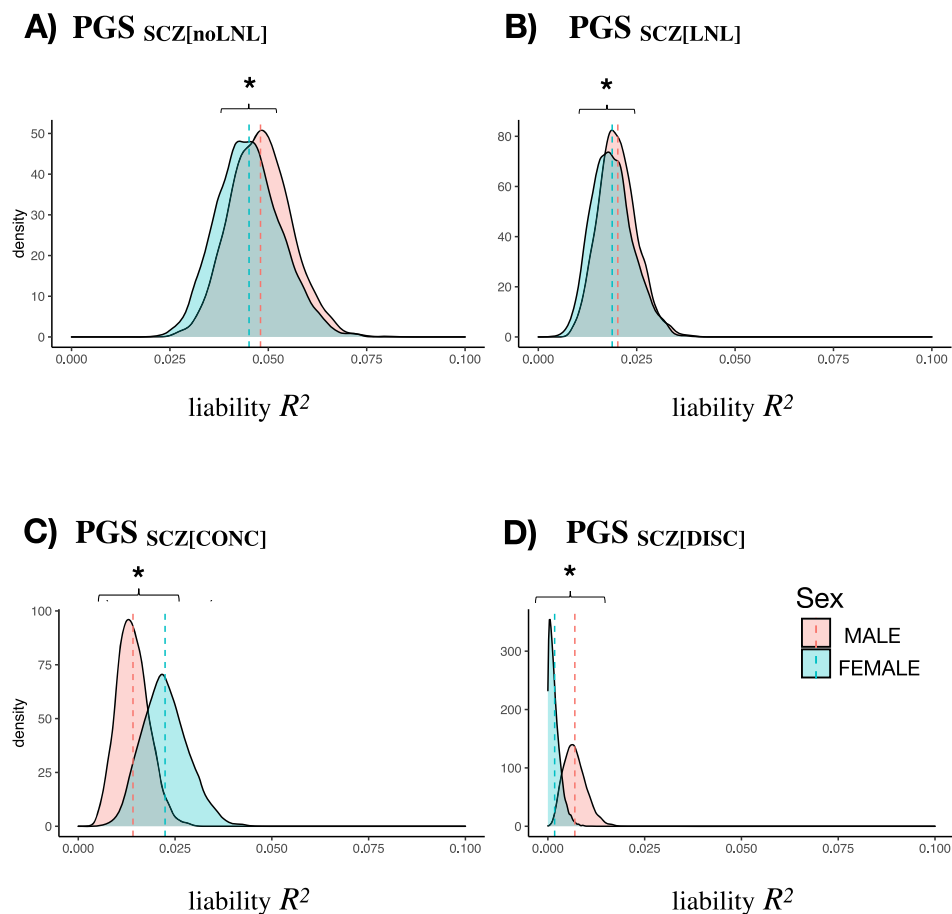 A) PGS SCZ[noLNL]
*
50
40
30
20
10
0
density
0.000 0.025 0.050 0.075 0.100
liability R²
B) PGS SCZ[LNL]
*
80
60
40
20
0
0.000 0.025 0.050 0.075 0.100
liability R²
C) PGS SCZ[CONC]
*
100
75
50
25
0
density
0.000 0.025 0.050 0.075 0.100
liability R²
D) PGS SCZ[DISC]
*
300
200
100
0
0.000 0.025 0.050 0.075 0.100
liability R²
Sex
MALE
FEMALE